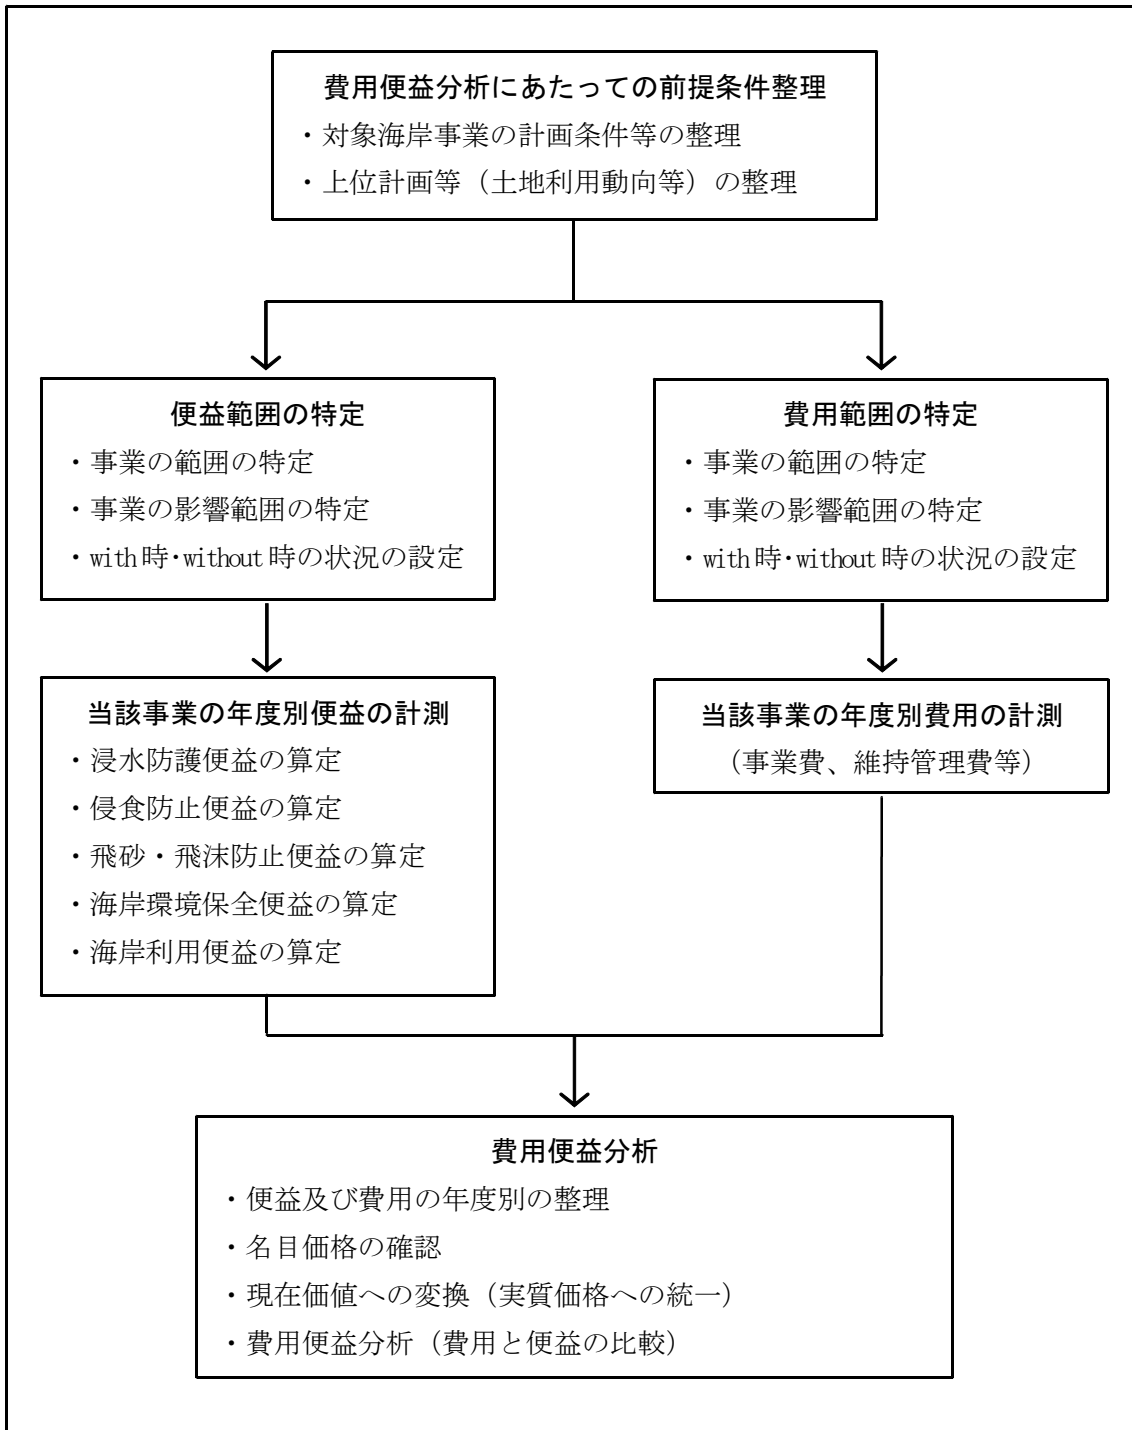 費用便益分析にあたっての前提条件整理
・対象海岸事業の計画条件等の整理
・上位計画等（土地利用動向等）の整理
便益範囲の特定
・事業の範囲の特定
・事業の影響範囲の特定
・with時・without時の状況の設定
費用範囲の特定
・事業の範囲の特定
・事業の影響範囲の特定
・with時・without時の状況の設定
当該事業の年度別便益の計測
・浸水防護便益の算定
・侵食防止便益の算定
・飛砂・飛沫防止便益の算定
・海岸環境保全便益の算定
・海岸利用便益の算定
当該事業の年度別費用の計測
（事業費、維持管理費等）
費用便益分析
・便益及び費用の年度別の整理
・名目価格の確認
・現在価値への変換（実質価格への統一）
・費用便益分析（費用と便益の比較）